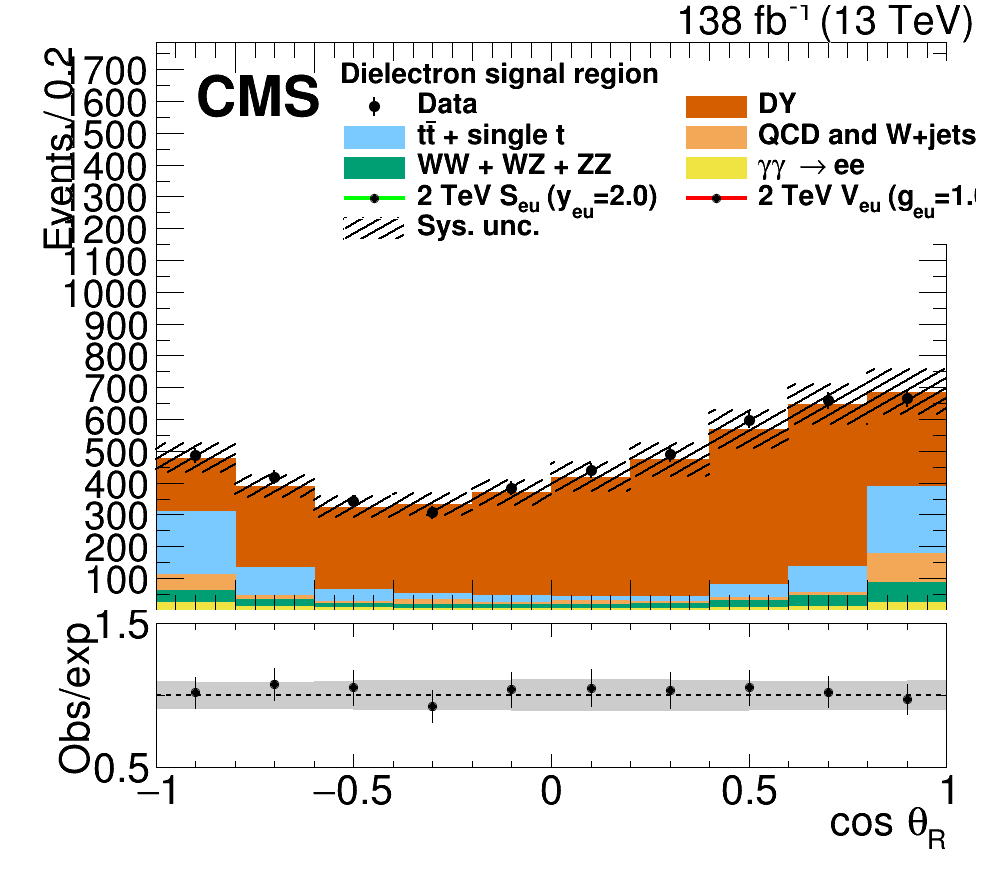 138 fb⁻¹ (13 TeV)
Events / 0.2
1700
1600
1500
1400
1300
1200
1100
1000
900
800
700
600
500
400
300
200
100
CMS
Dielectron signal region
Data
DY
tt̄ + single t
QCD and W+jets
WW + WZ + ZZ
γγ → ee
2 TeV S_eu (y_eu=2.0)
2 TeV V_eu (g_eu=1.
Sys. unc.
Obs/exp
1.5
1
0.5
−1
−0.5
0
0.5
1
cos θ_R